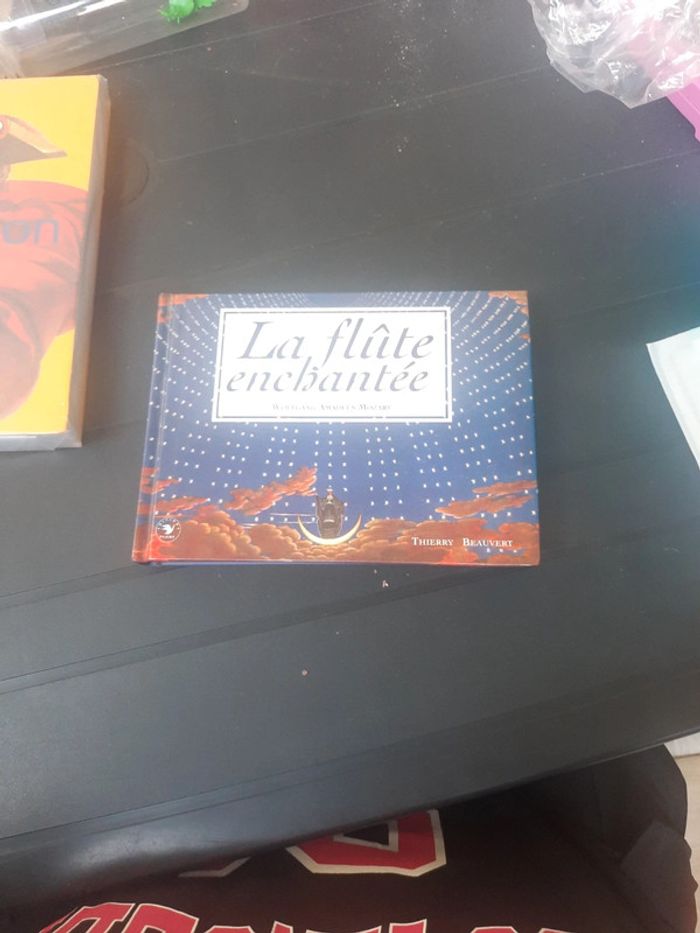 La flûte
enchantée
WOLFGANG AMADEUS MOZART
THIERRY BEAUVERT